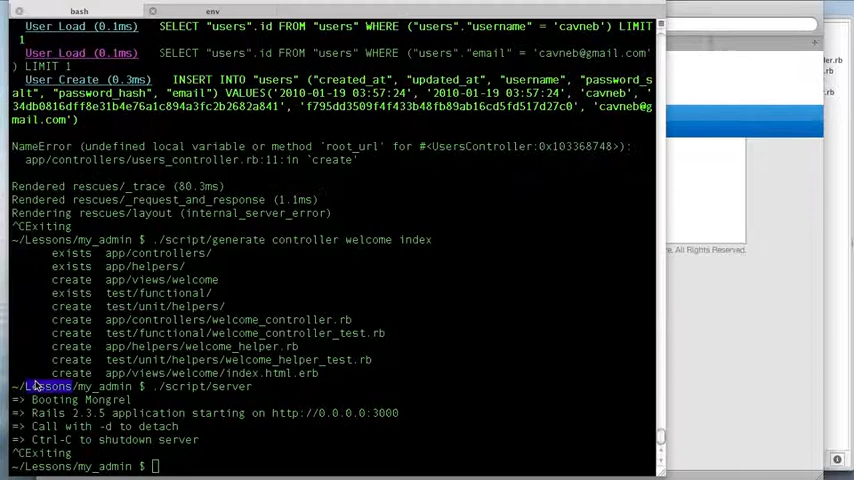 bash
env
User Load (0.1ms)   SELECT "users".id FROM "users" WHERE ("users"."username" = 'cavneb') LIMIT
1
User Load (0.1ms)   SELECT "users".id FROM "users" WHERE ("users"."email" = 'cavneb@gmail.com'
) LIMIT 1
User Create (0.3ms)   INSERT INTO "users" ("created_at", "updated_at", "username", "password_s
alt", "password_hash", "email") VALUES('2010-01-19 03:57:24', '2010-01-19 03:57:24', 'cavneb',
'34db0816dff8e31b4e76a1c894a3fc2b2682a841', 'f795dd3509f4f433b48fb89ab16cd5fd517d27c0', 'cavneb@g
mail.com')
NameError (undefined local variable or method `root_url' for #<UsersController:0x103368748>):
app/controllers/users_controller.rb:11:in `create'
Rendered rescues/_trace (80.3ms)
Rendered rescues/_request_and_response (1.1ms)
Rendering rescues/layout (internal_server_error)
^CExiting
~/Lessons/my_admin $ ./script/generate controller welcome index
exists  app/controllers/
exists  app/helpers/
create  app/views/welcome
exists  test/functional/
create  test/unit/helpers/
create  app/controllers/welcome_controller.rb
create  test/functional/welcome_controller_test.rb
create  app/helpers/welcome_helper.rb
create  test/unit/helpers/welcome_helper_test.rb
create  app/views/welcome/index.html.erb
~/Lessons/my_admin $ ./script/server
=> Booting Mongrel
=> Rails 2.3.5 application starting on http://0.0.0.0:3000
=> Call with -d to detach
=> Ctrl-C to shutdown server
^CExiting
~/Lessons/my_admin $
All Rights Reserved.